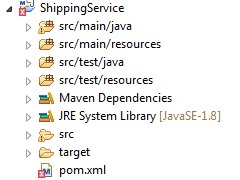 ShippingService
src/main/java
src/main/resources
src/test/java
src/test/resources
Maven Dependencies
JRE System Library [JavaSE-1.8]
src
target
pom.xml